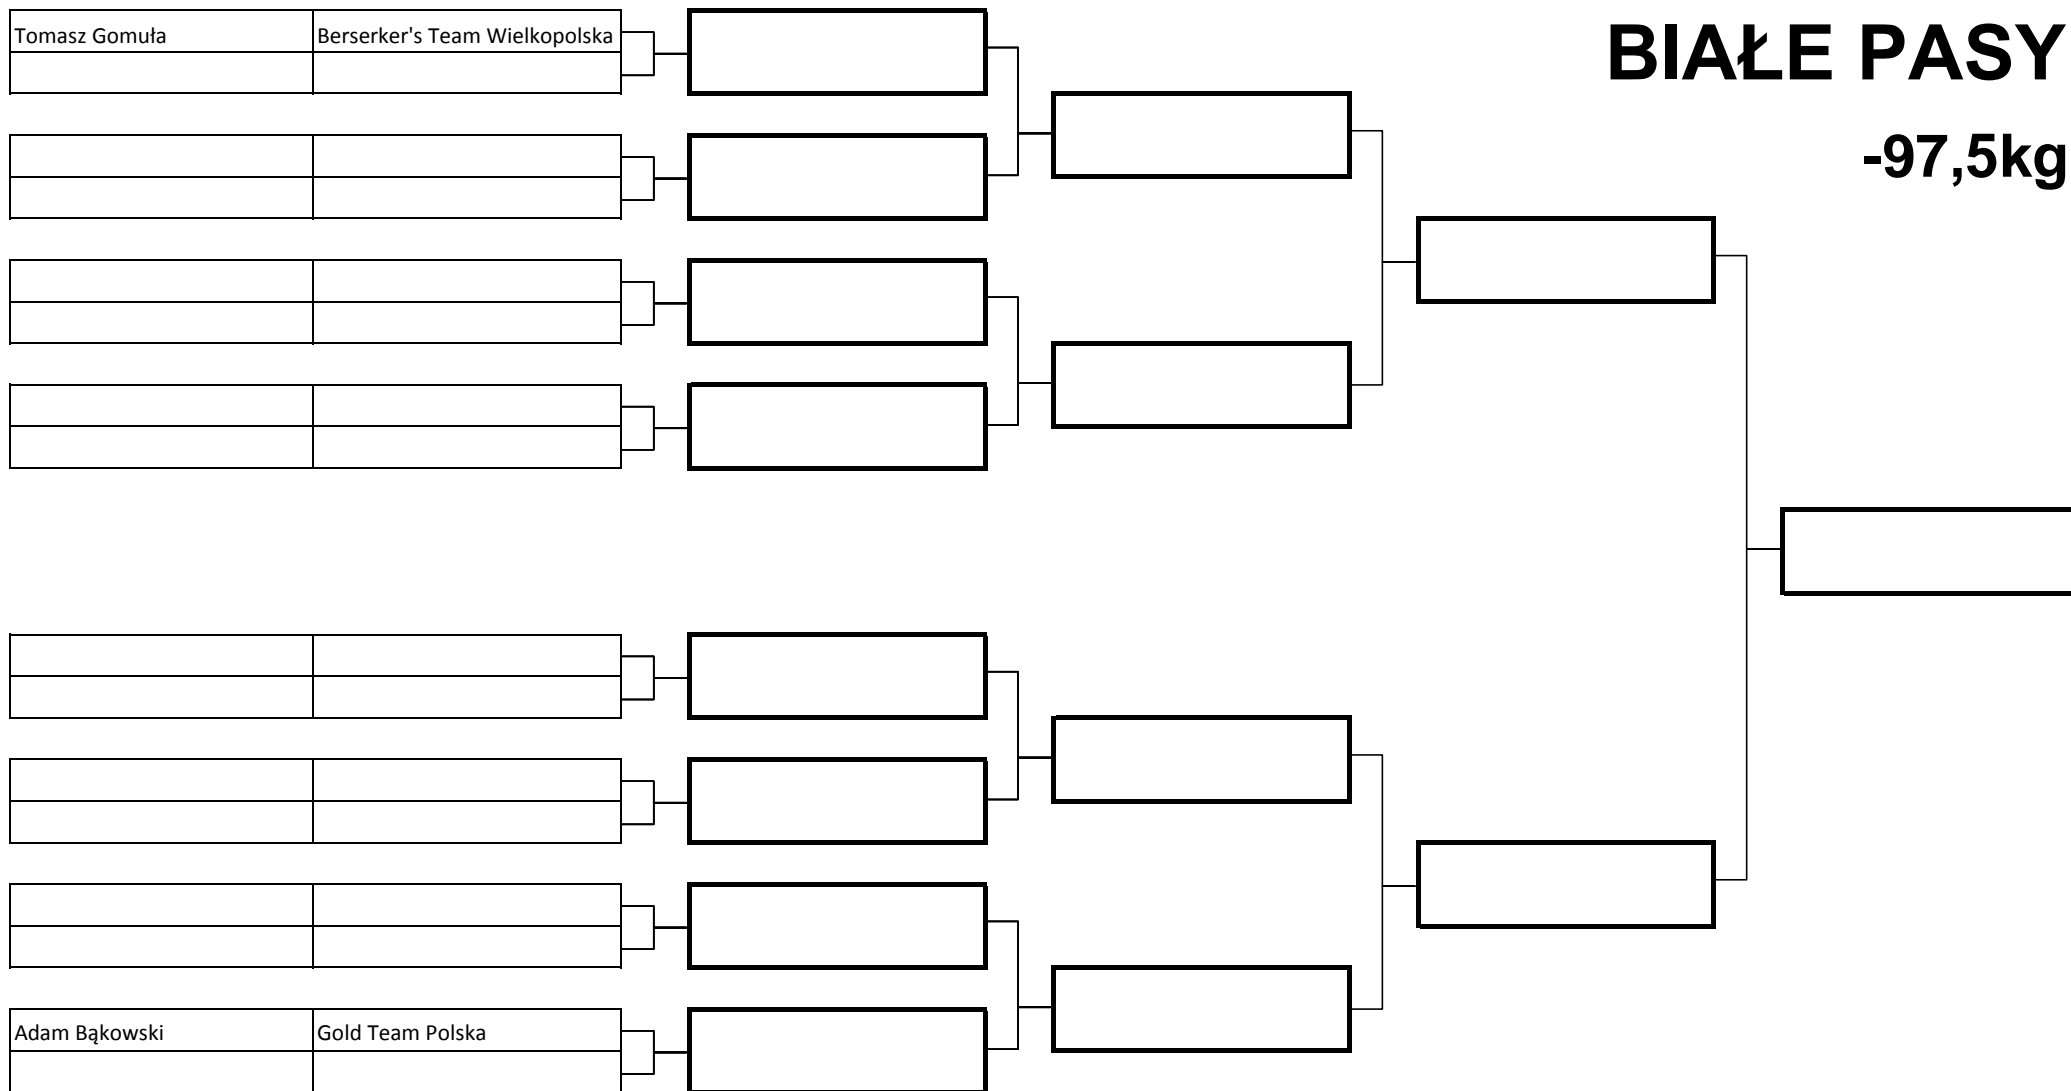 Tomasz Gomuła Berserker's Team Wielkopolska
BIAŁE PASY
-97,5kg
Adam Bąkowski Gold Team Polska